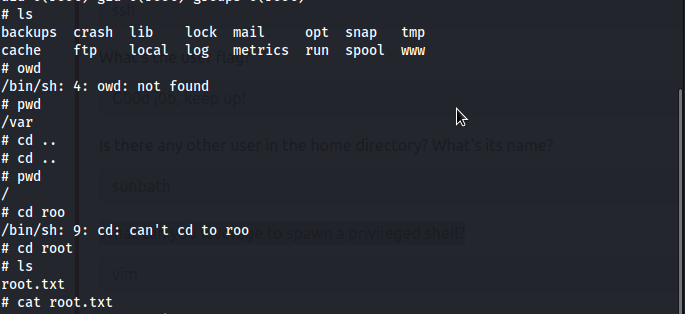 # ls
backups crash lib lock mail opt snap tmp
cache ftp local log metrics run spool www
# owd
/bin/sh: 4: owd: not found
# pwd
/var
# cd ..
# cd ..
# pwd
/
# cd roo
/bin/sh: 9: cd: can't cd to roo
# cd root
# ls
root.txt
# cat root.txt
ssh
What's the user flag?
Good job, keep up!
Is there any other user in the home directory? What's its name?
sunbath
to spawn a privileged shell?
vim